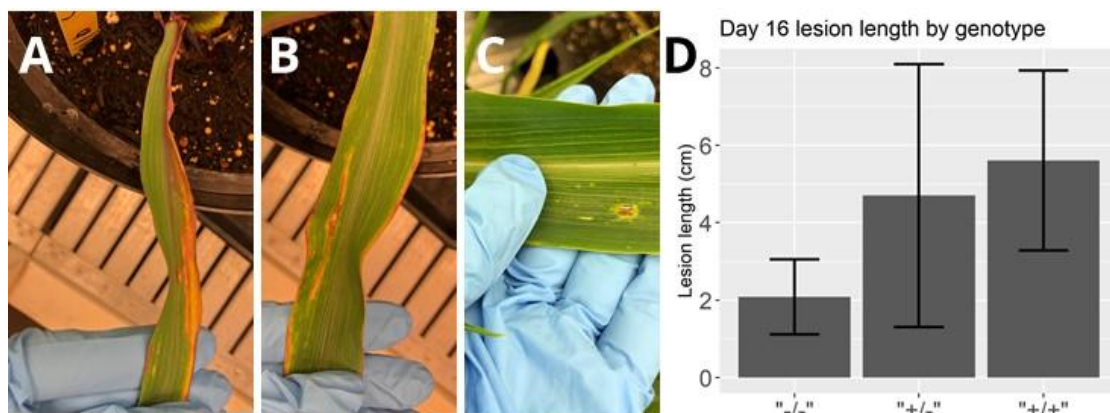 A
B
C
D
Day 16 lesion length by genotype
Lesion length (cm)
8
6
4
2
0
"-/-"
"+/-"
"+/+"